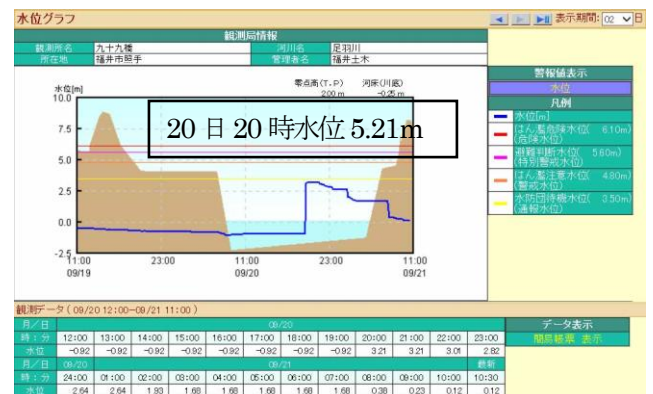 水位グラフ
表示期間: 02 日
観測局情報
観測所名 九十九橋 河川名 足羽川
所在地 福井市照手 管理者名 福井土木
水位[m]
零点高(T.P) 河床(川底)
2.00 m -0.25 m
10.0
7.5
5.0
2.5
0.0
-2.5
20日20時水位5.21m
11:00 23:00 11:00 23:00 11:00
09/19 09/20 09/21
警報値表示
水位
凡例
水位[m]
はん濫危険水位( 6.10m)
(危険水位)
避難判断水位( 5.60m)
(特別警戒水位)
はん濫注意水位( 4.80m)
(警戒水位)
水防団待機水位( 3.50m)
(通報水位)
観測データ ( 09/20 12:00-09/21 11:00 )
月/日 09/20
時:分 12:00 13:00 14:00 15:00 16:00 17:00 18:00 19:00 20:00 21:00 22:00 23:00
水位 -0.92 -0.92 -0.92 -0.92 -0.92 -0.92 -0.92 -0.92 3.21 3.21 3.01 2.82
月/日 09/20 09/21 最新
時:分 24:00 01:00 02:00 03:00 04:00 05:00 06:00 07:00 08:00 09:00 10:00 10:30
水位 2.64 2.64 1.93 1.68 1.68 1.68 1.68 1.68 0.38 0.23 0.12 0.12
データ表示
簡易帳票 表示